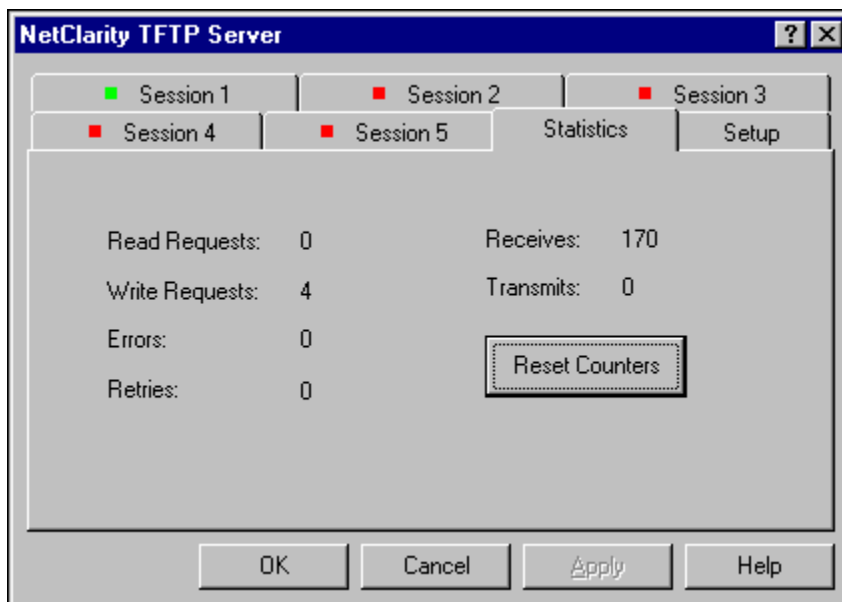 NetClarity TFTP Server
Session 1 Session 2 Session 3
Session 4 Session 5 Statistics Setup
Read Requests: 0 Receives: 170
Write Requests: 4 Transmits: 0
Errors: 0
Reset Counters
Retries: 0
OK Cancel Apply Help